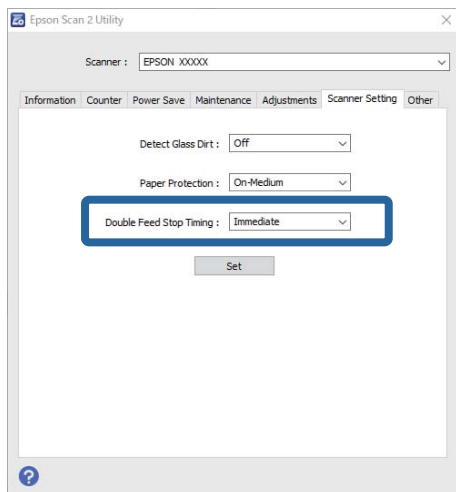 Epson Scan 2 Utility
Scanner : EPSON XXXXX
Information Counter Power Save Maintenance Adjustments Scanner Setting Other
Detect Glass Dirt : Off
Paper Protection : On-Medium
Double Feed Stop Timing : Immediate
Set
?